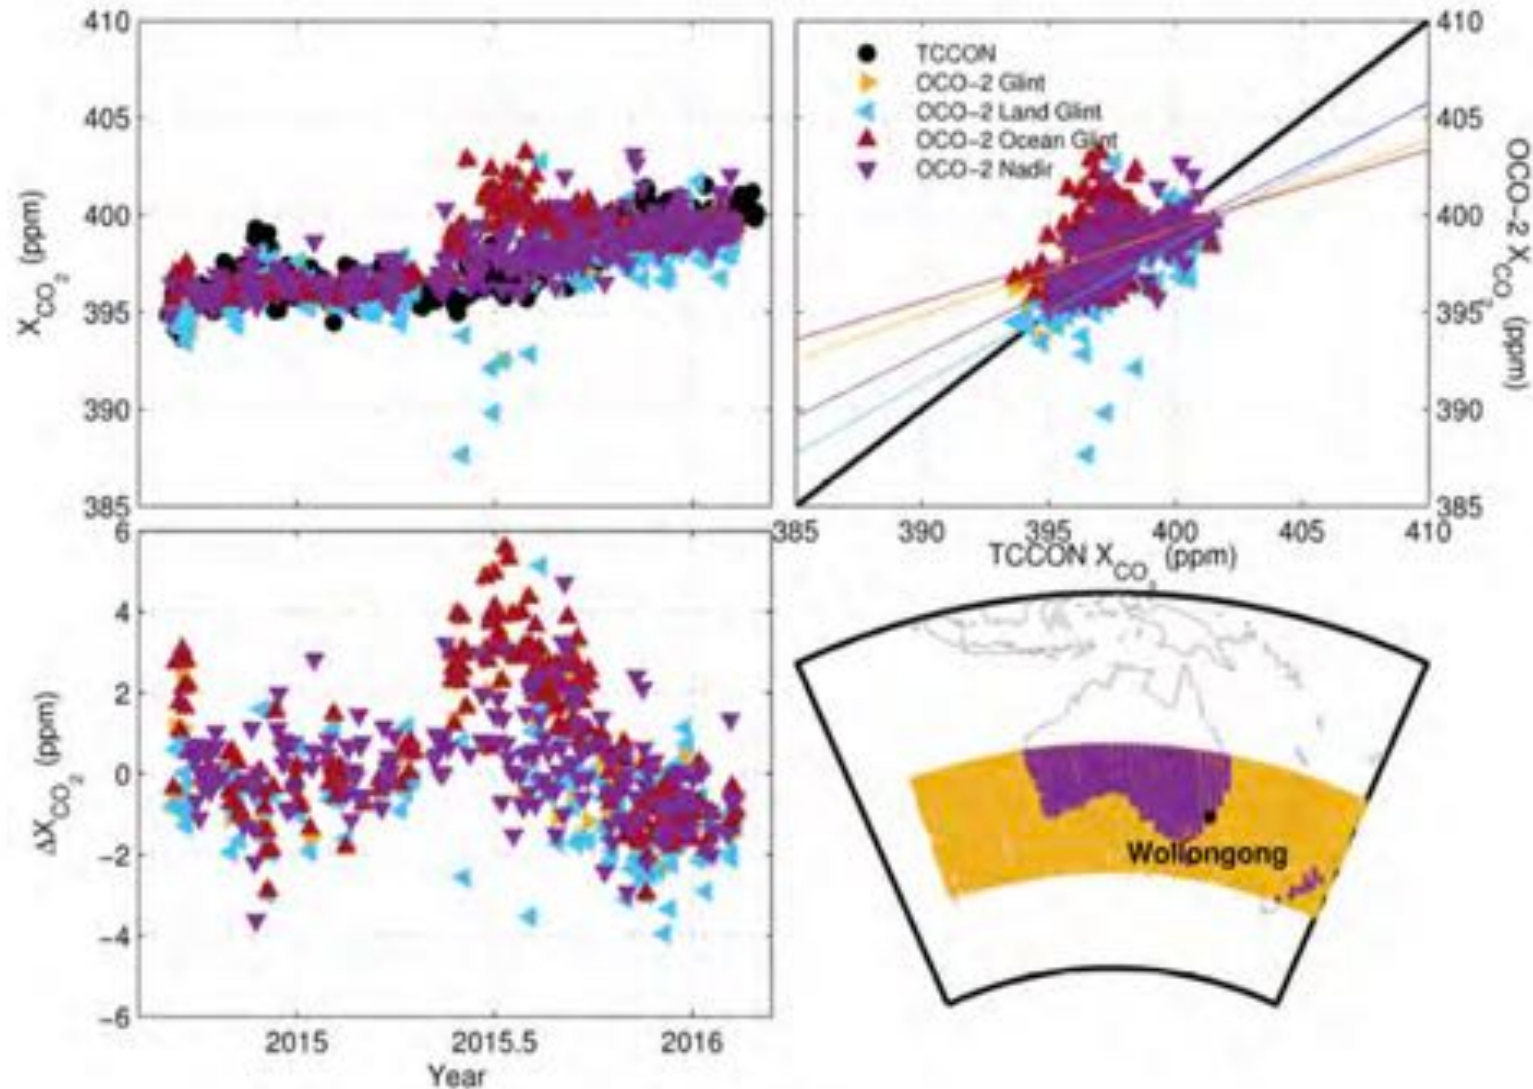 410
405
400
395
390
385
X_CO₂ (ppm)
TCCON
OCO-2 Glint
OCO-2 Land Glint
OCO-2 Ocean Glint
OCO-2 Nadir
410
405
400
395
390
385
OCO-2 X_CO₂ (ppm)
385 390 395 400 405 410
TCCON X_CO₂ (ppm)
6
4
2
0
-2
-4
-6
ΔX_CO₂ (ppm)
2015 2015.5 2016
Year
Wollongong